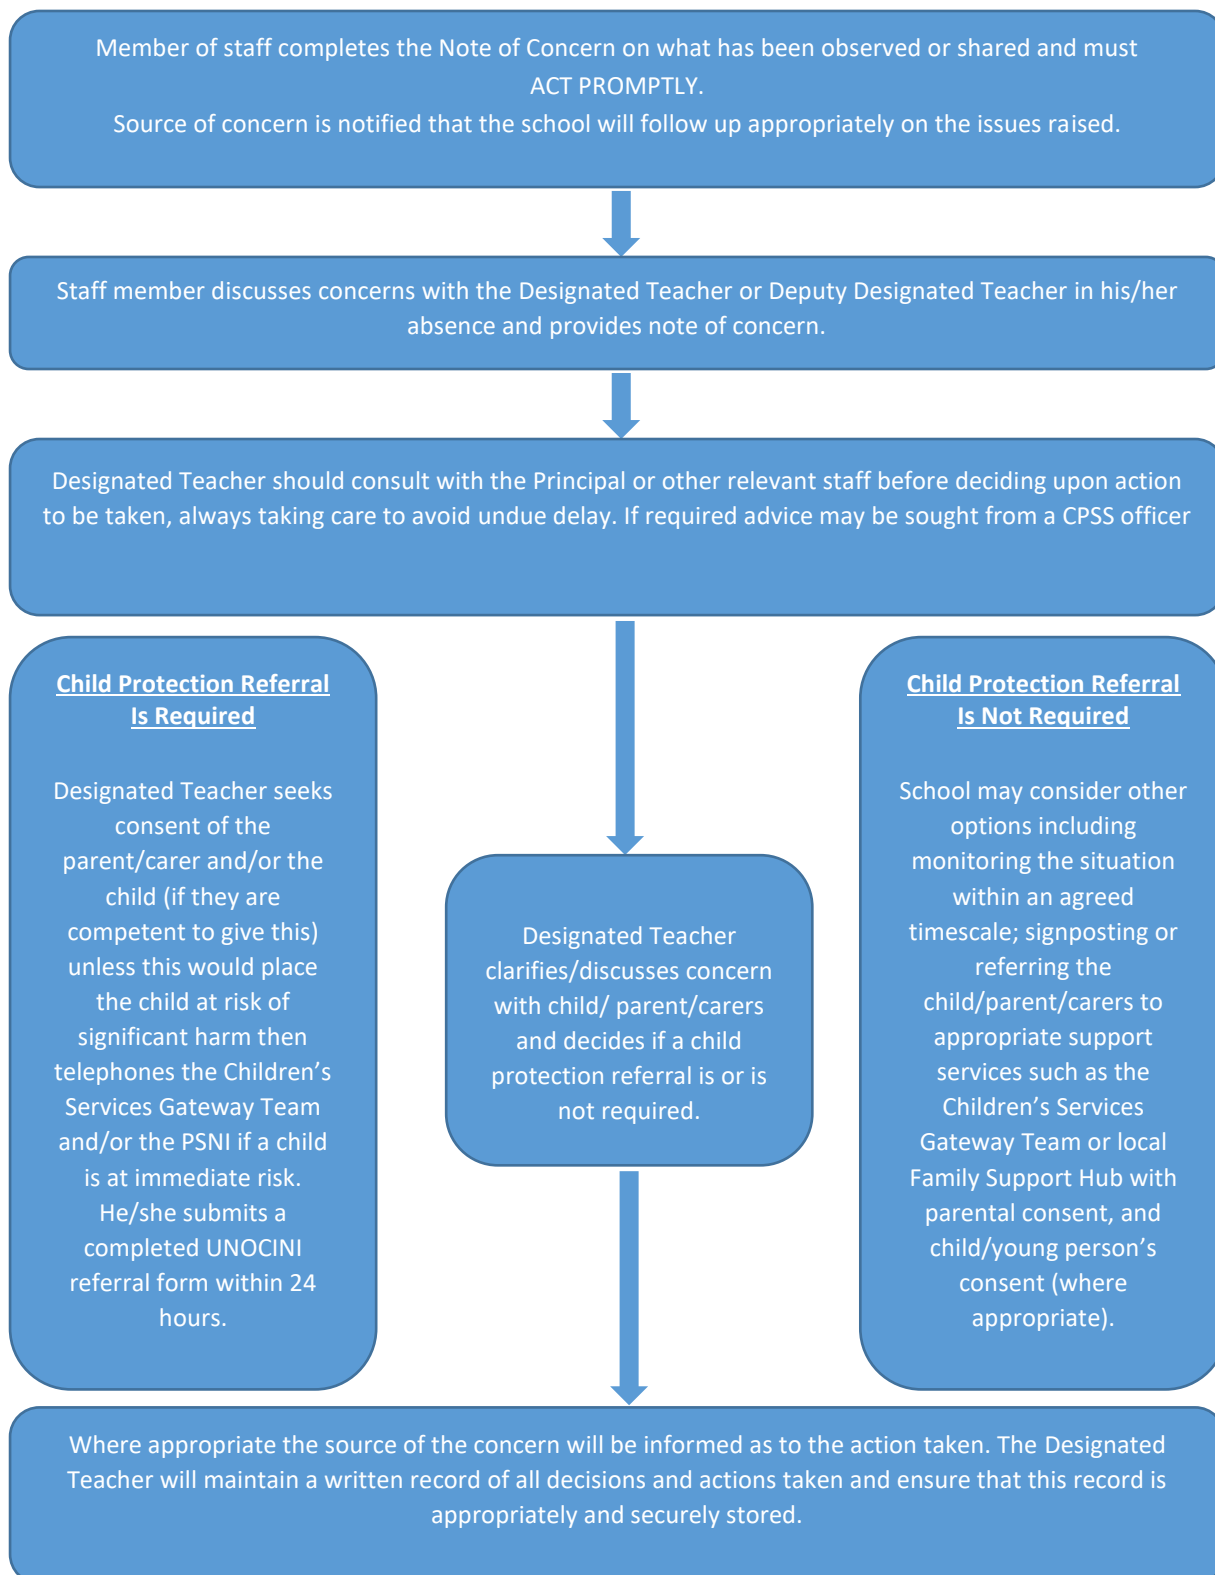 Member of staff completes the Note of Concern on what has been observed or shared and must
ACT PROMPTLY.
Source of concern is notified that the school will follow up appropriately on the issues raised.
Staff member discusses concerns with the Designated Teacher or Deputy Designated Teacher in his/her
absence and provides note of concern.
Designated Teacher should consult with the Principal or other relevant staff before deciding upon action
to be taken, always taking care to avoid undue delay. If required advice may be sought from a CPSS officer
Child Protection Referral
Is Required
Designated Teacher seeks
consent of the
parent/carer and/or the
child (if they are
competent to give this)
unless this would place
the child at risk of
significant harm then
telephones the Children's
Services Gateway Team
and/or the PSNI if a child
is at immediate risk.
He/she submits a
completed UNOCINI
referral form within 24
hours.
Designated Teacher
clarifies/discusses concern
with child/ parent/carers
and decides if a child
protection referral is or is
not required.
Child Protection Referral
Is Not Required
School may consider other
options including
monitoring the situation
within an agreed
timescale; signposting or
referring the
child/parent/carers to
appropriate support
services such as the
Children's Services
Gateway Team or local
Family Support Hub with
parental consent, and
child/young person's
consent (where
appropriate).
Where appropriate the source of the concern will be informed as to the action taken. The Designated
Teacher will maintain a written record of all decisions and actions taken and ensure that this record is
appropriately and securely stored.